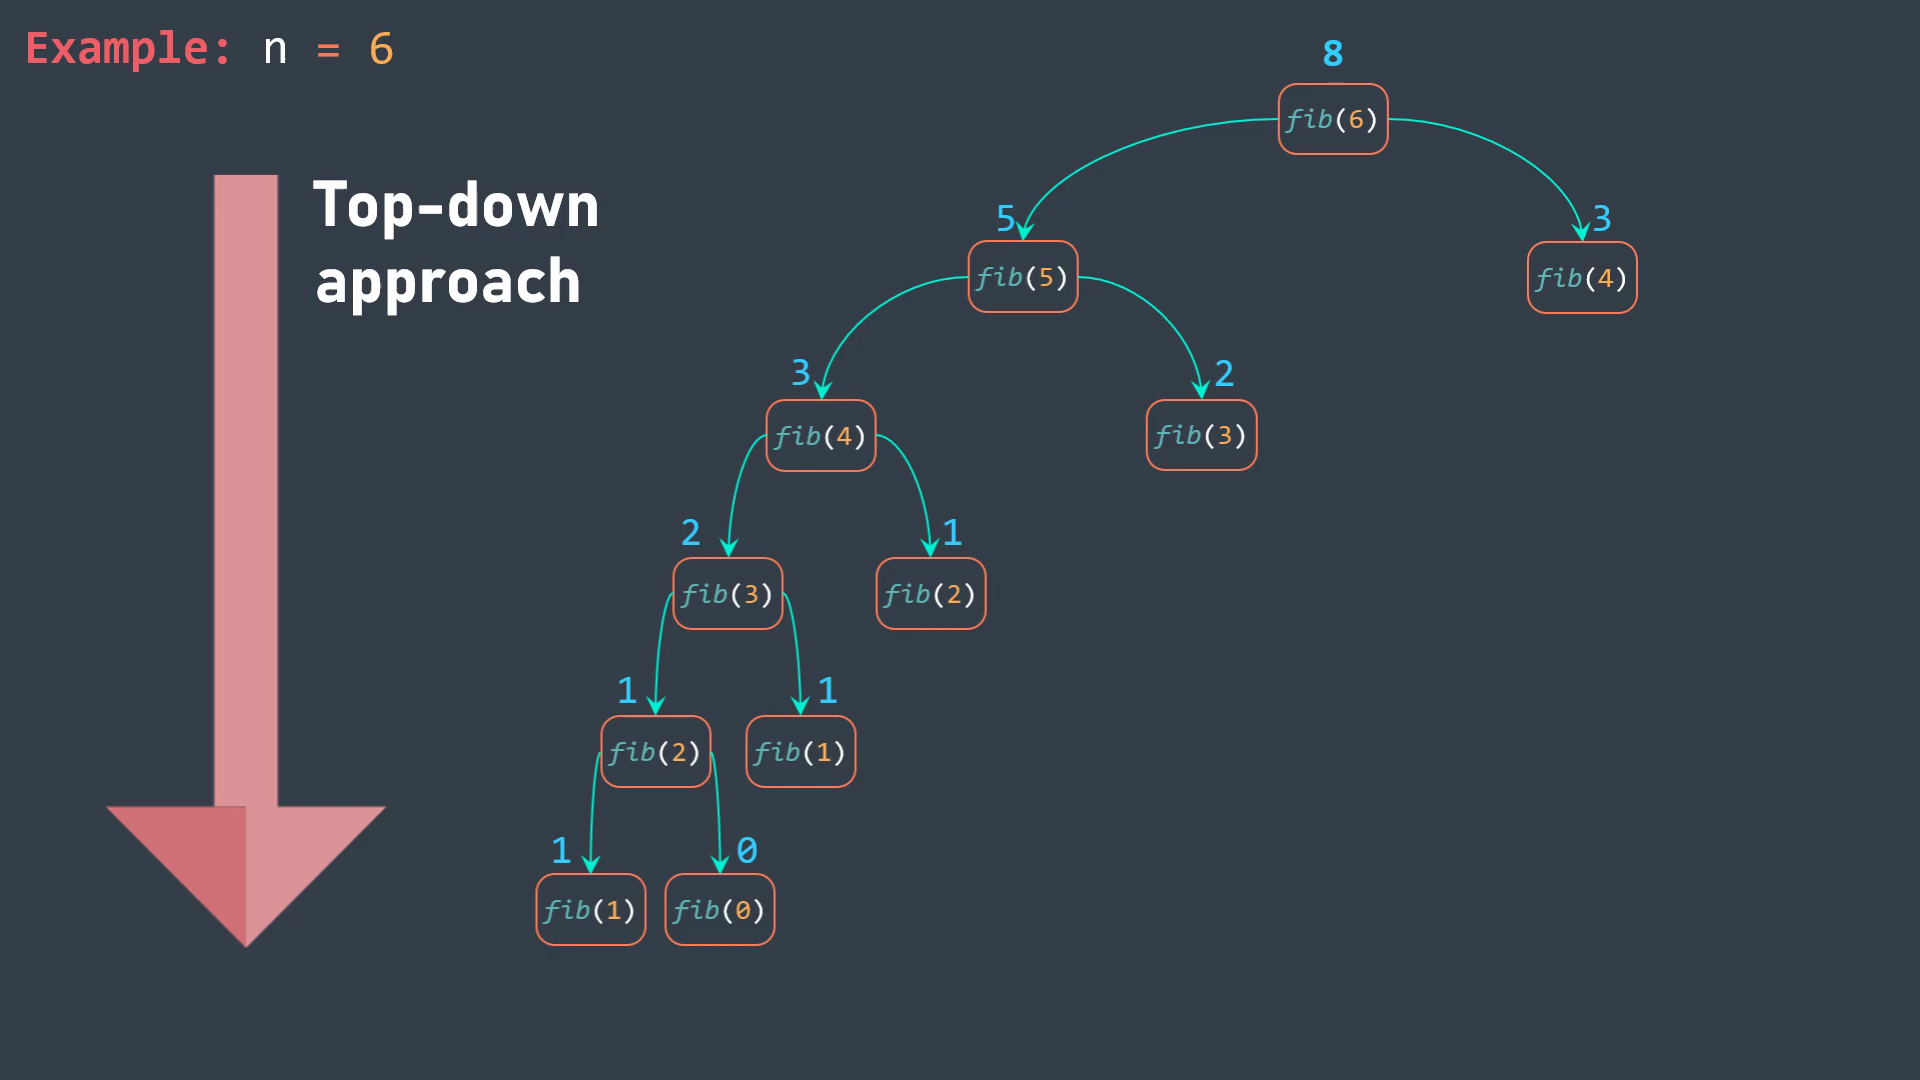 Example: n = 6
8
fib(6)
Top-down
approach
5
3
fib(5)
fib(4)
3
2
fib(4)
fib(3)
2
1
fib(3)
fib(2)
1
1
fib(2)
fib(1)
1
0
fib(1)
fib(0)